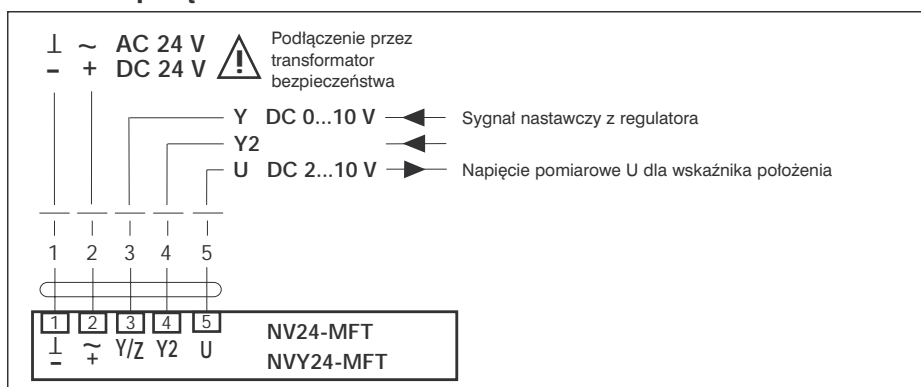 ⊥ ~ AC 24 V
– + DC 24 V
Podłączenie przez
transformator
bezpieczeństwa
Y DC 0...10 V Sygnał nastawczy z regulatora
Y2
U DC 2...10 V Napięcie pomiarowe U dla wskaźnika położenia
1 2 3 4 5
1 2 3 4 5
⊥ ~ Y/Z Y2 U
– +
NV24-MFT
NVY24-MFT